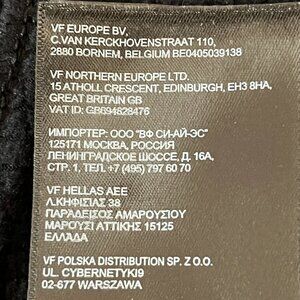 VF EUROPE BV.
C. VAN KERCKHOVENSTRAAT 110,
2880 BORNEM, BELGIUM BE0405039138
VF NORTHERN EUROPE LTD.
15 ATHOLL CRESCENT, EDINBURGH, EH3 8HA,
GREAT BRITAIN GB
VAT ID: GB694828476
ИМПОРТЕР: ООО "ВФ СИ-АЙ-ЭС"
125171 МОСКВА, РОССИЯ
ЛЕНИНГРАДСКОЕ ШОССЕ, Д. 16А,
СТР. 1, ТЕЛ. +7 (495) 797 60 70
VF HELLAS AEE
Λ.ΚΗΦΙΣΙΑΣ 38
ΠΑΡΑΔΕΙΣΟΣ ΑΜΑΡΟΥΣΙΟΥ
ΜΑΡΟΥΣΙ ΑΤΤΙΚΗΣ 15125
ΕΛΛΑΔΑ
VF POLSKA DISTRIBUTION SP. Z O.O.
UL. CYBERNETYKI9
02-677 WARSZAWA